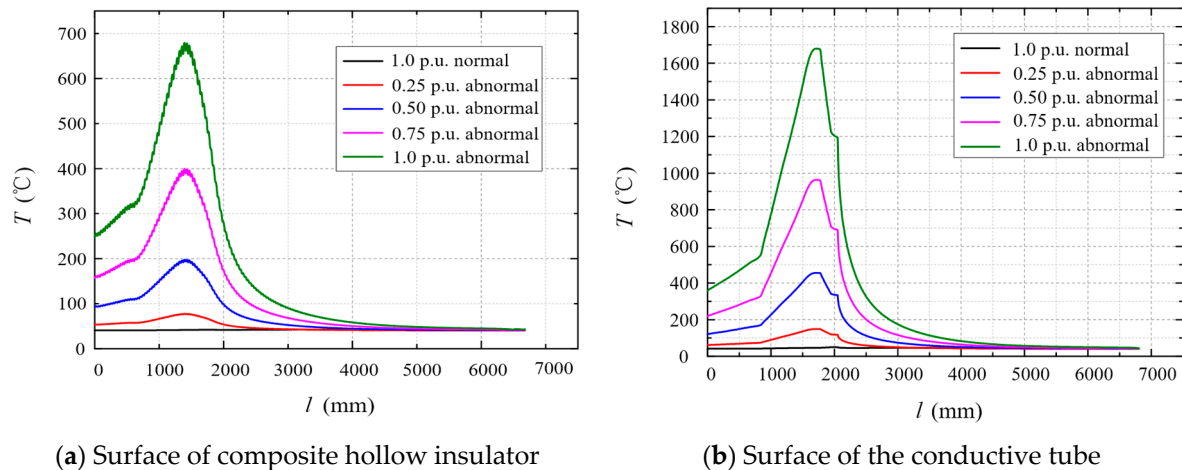 700
600
500
400
300
200
100
0
T (℃)
1.0 p.u. normal
0.25 p.u. abnormal
0.50 p.u. abnormal
0.75 p.u. abnormal
1.0 p.u. abnormal
0 1000 2000 3000 4000 5000 6000 7000
l (mm)
(a) Surface of composite hollow insulator
1800
1600
1400
1200
1000
800
600
400
200
0
T (℃)
1.0 p.u. normal
0.25 p.u. abnormal
0.50 p.u. abnormal
0.75 p.u. abnormal
1.0 p.u. abnormal
0 1000 2000 3000 4000 5000 6000 7000
l (mm)
(b) Surface of the conductive tube